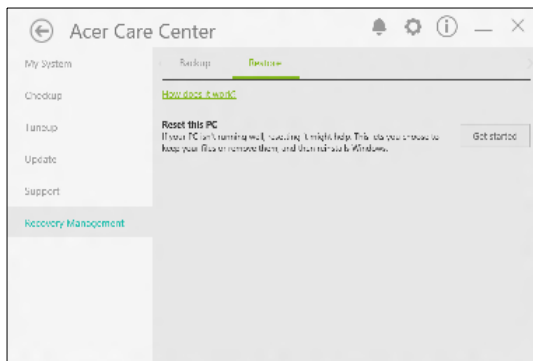 Acer Care Center
My System
Backup
Restore
Checkup
How does it work?
Tuneup
Reset this PC
If your PC isn't running well, resetting it might help. This lets you choose to
keep your files or remove them, and then reinstalls Windows.
Get started
Update
Support
Recovery Management